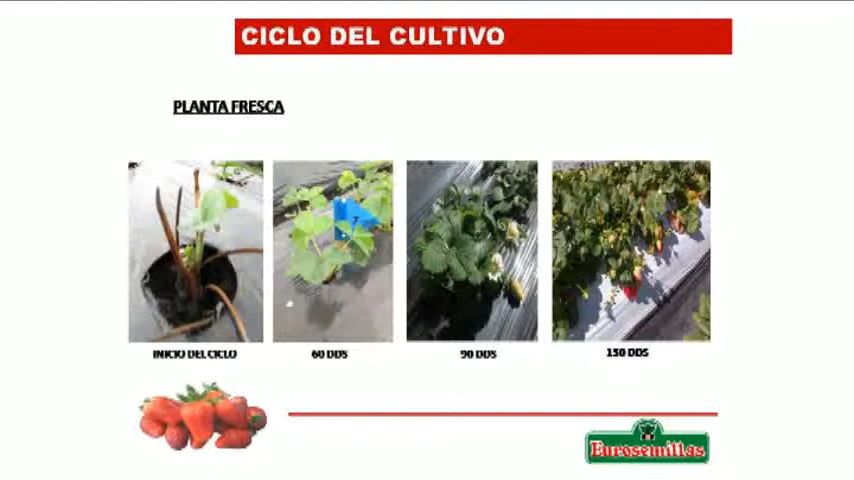 CICLO DEL CULTIVO
PLANTA FRESCA
INICIO DEL CICLO
60 DDS
90 DDS
150 DDS
Eurosemillas